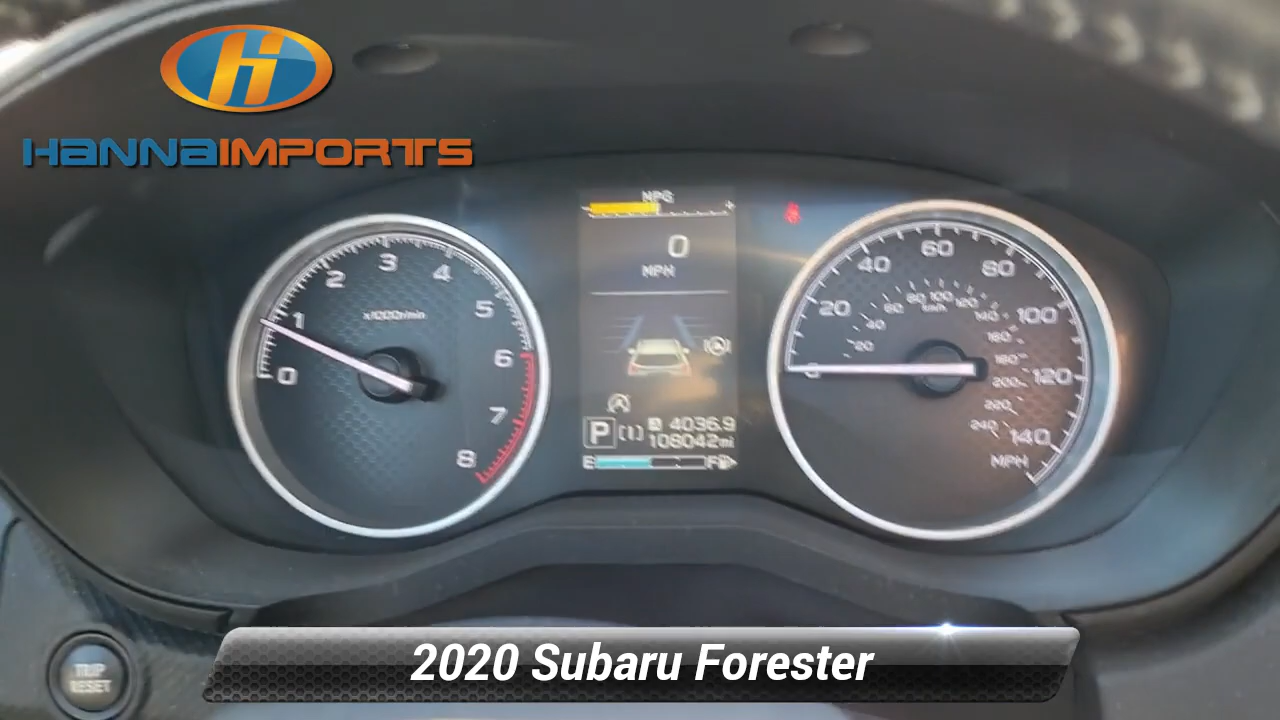 HANNAIMPORTS
MPG
- +
0
MPH
0 1 2 3 4 5 6 7 8
x1000r/min
P [1] A 4036.9
108042mi
E F
0 20 40 60 80 100 120 140
MPH
20 40 60 80 100 120 140 160 180 200 220 240
km/h
TRIP
RESET
2020 Subaru Forester